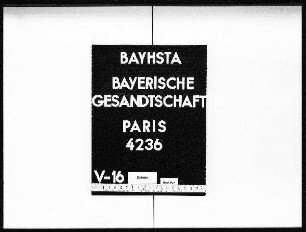 BAYHSTA
BAYERISCHE
GESANDTSCHAFT
PARIS
4236
V-16